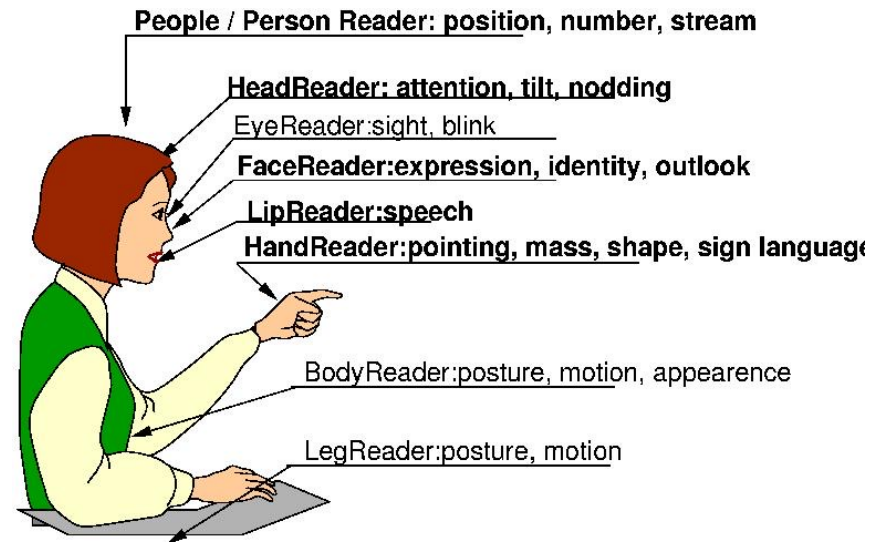 People / Person Reader: position, number, stream
HeadReader: attention, tilt, nodding
EyeReader:sight, blink
FaceReader:expression, identity, outlook
LipReader:speech
HandReader:pointing, mass, shape, sign language
BodyReader:posture, motion, appearence
LegReader:posture, motion